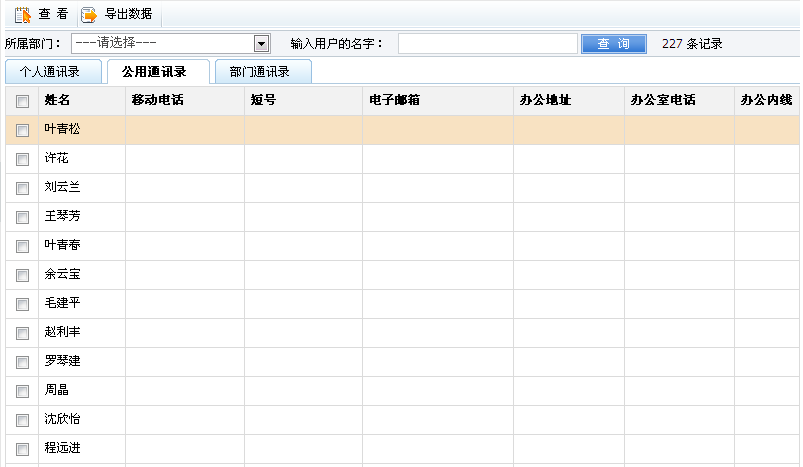 查 看 导出数据
所属部门： ---请选择--- 输入用户的名字： 查 询 227 条记录
个人通讯录 公用通讯录 部门通讯录
姓名 移动电话 短号 电子邮箱 办公地址 办公室电话 办公内线
叶青松
许花
刘云兰
王琴芳
叶青春
余云宝
毛建平
赵利丰
罗琴建
周晶
沈欣怡
程远进